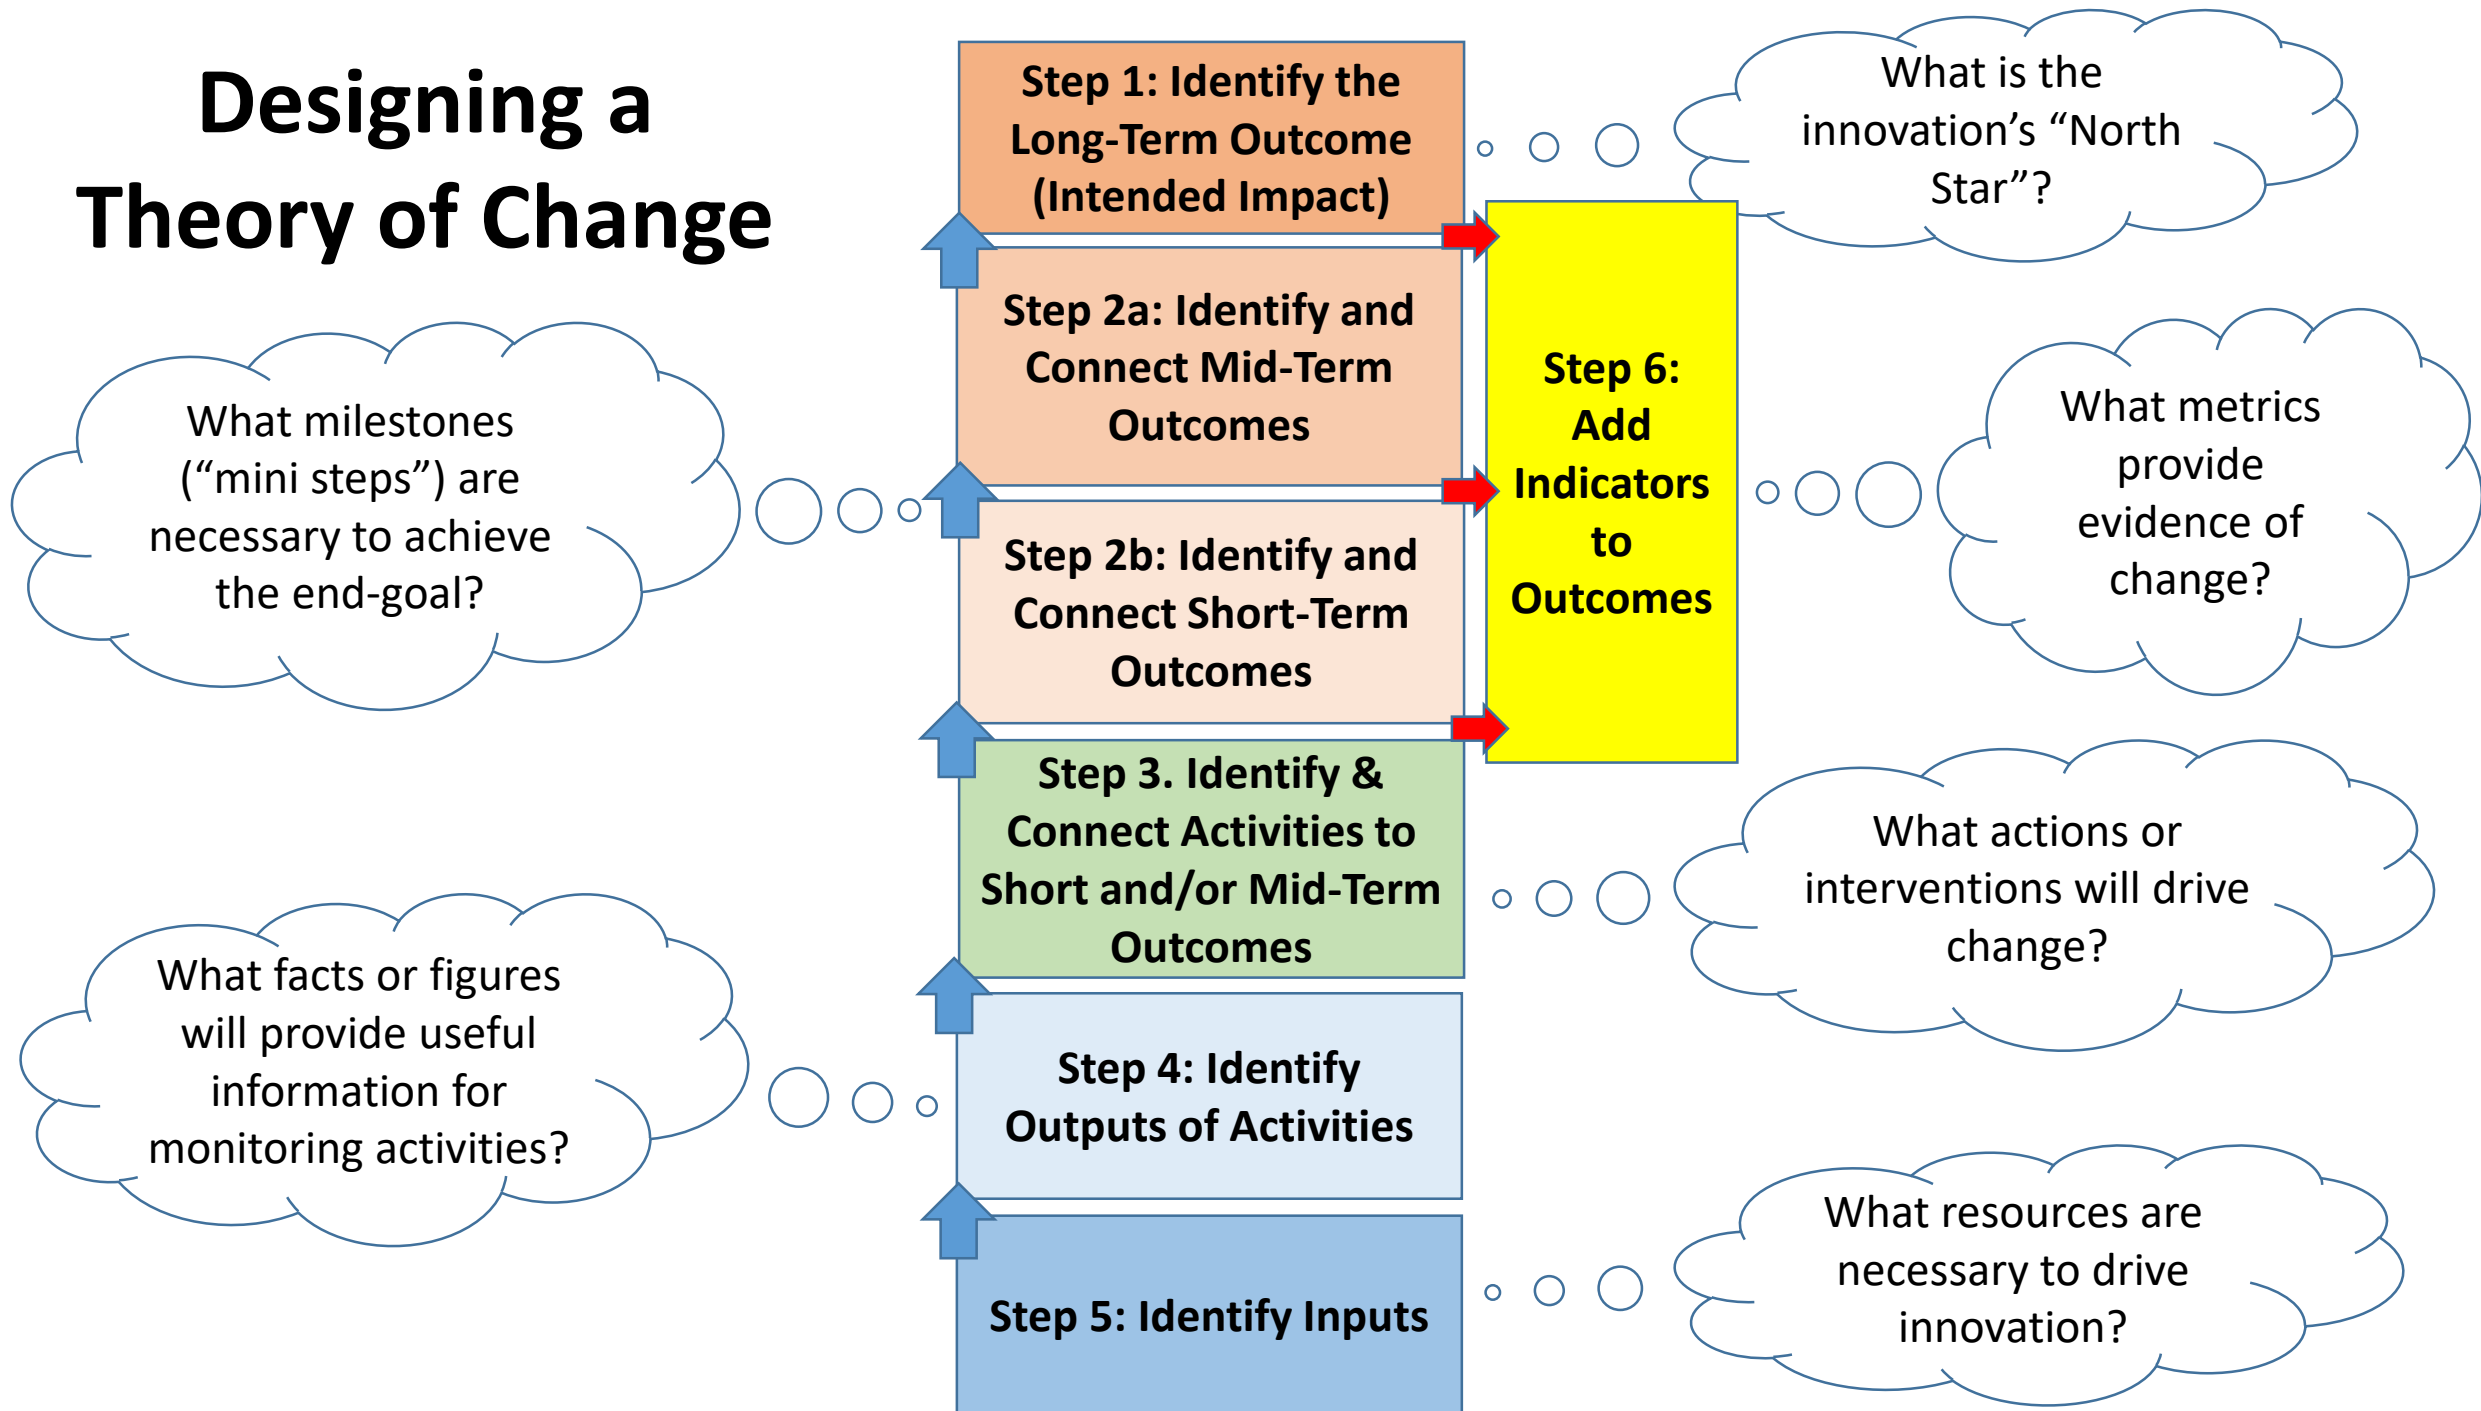 Designing a
Theory of Change
Step 1: Identify the
Long-Term Outcome
(Intended Impact)
What is the
innovation’s “North
Star”?
Step 2a: Identify and
Connect Mid-Term
Outcomes
What milestones
(“mini steps”) are
necessary to achieve
the end-goal?
Step 2b: Identify and
Connect Short-Term
Outcomes
Step 6:
Add
Indicators
to
Outcomes
What metrics
provide
evidence of
change?
Step 3. Identify &
Connect Activities to
Short and/or Mid-Term
Outcomes
What actions or
interventions will drive
change?
What facts or figures
will provide useful
information for
monitoring activities?
Step 4: Identify
Outputs of Activities
Step 5: Identify Inputs
What resources are
necessary to drive
innovation?